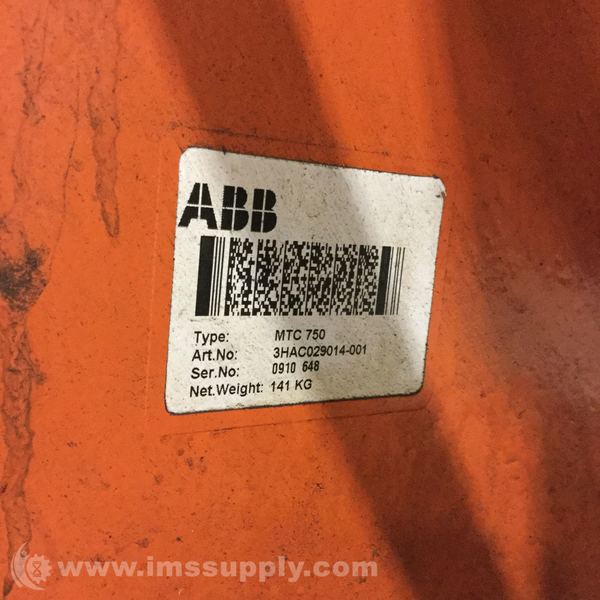 ABB
Type: MTC 750
Art.No: 3HAC029014-001
Ser.No: 0910 648
Net.Weight: 141 KG
www.imssupply.com